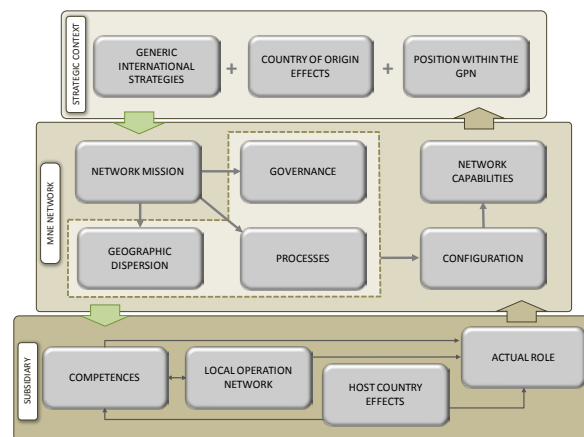 STRATEGIC CONTEXT
GENERIC
INTERNATIONAL
STRATEGIES
+
COUNTRY OF ORIGIN
EFFECTS
+
POSITION WITHIN THE
GPN
MNE NETWORK
NETWORK MISSION
GOVERNANCE
NETWORK
CAPABILITIES
GEOGRAPHIC
DISPERSION
PROCESSES
CONFIGURATION
SUBSIDIARY
COMPETENCES
LOCAL OPERATION
NETWORK
HOST COUNTRY
EFFECTS
ACTUAL ROLE